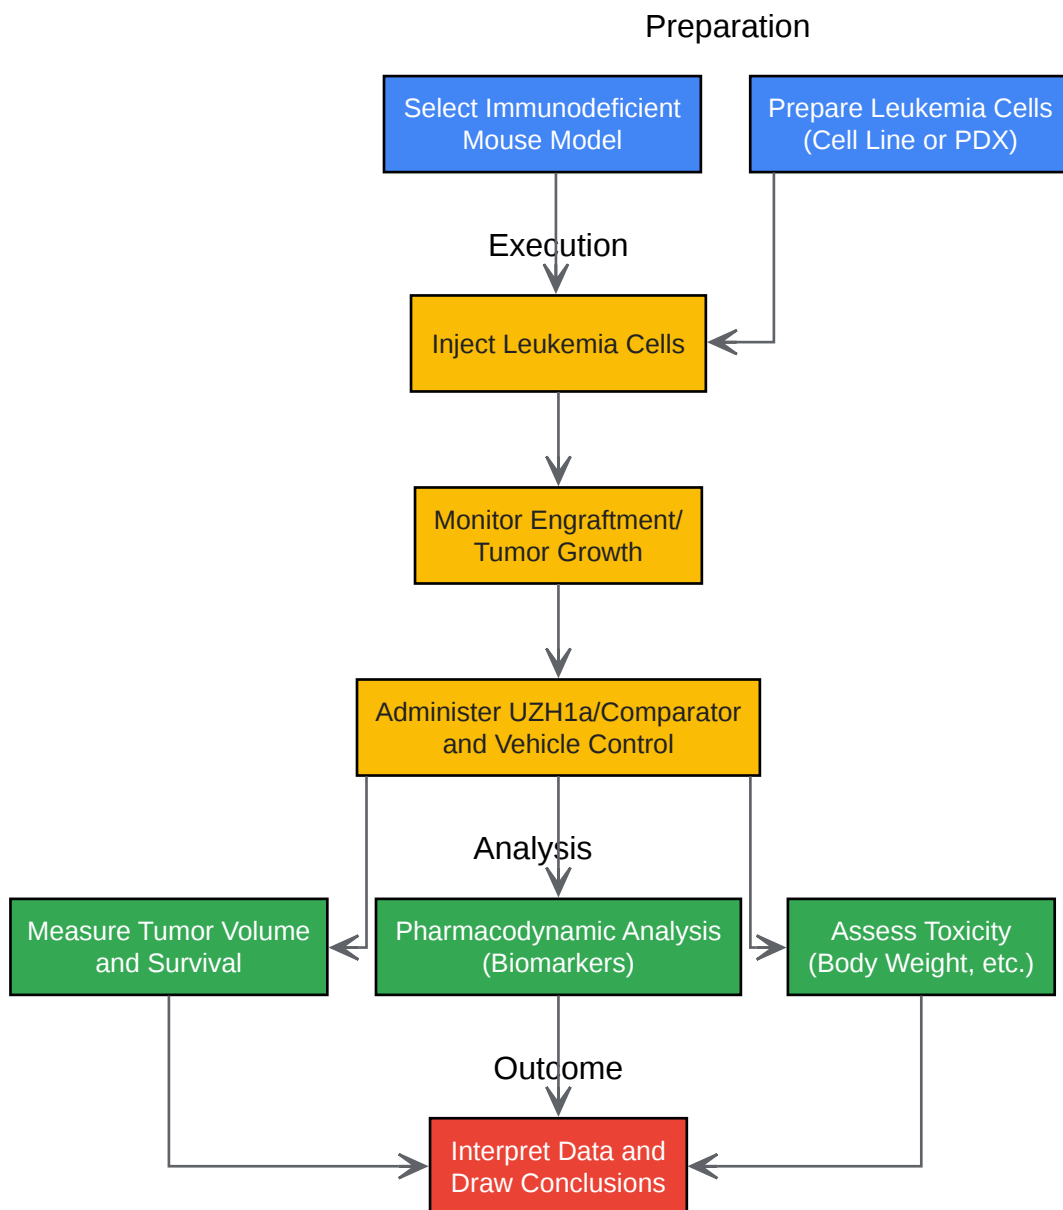 Preparation
Select Immunodeficient
Mouse Model
Prepare Leukemia Cells
(Cell Line or PDX)
Execution
Inject Leukemia Cells
Monitor Engraftment/
Tumor Growth
Administer UZH1a/Comparator
and Vehicle Control
Analysis
Measure Tumor Volume
and Survival
Pharmacodynamic Analysis
(Biomarkers)
Assess Toxicity
(Body Weight, etc.)
Outcome
Interpret Data and
Draw Conclusions